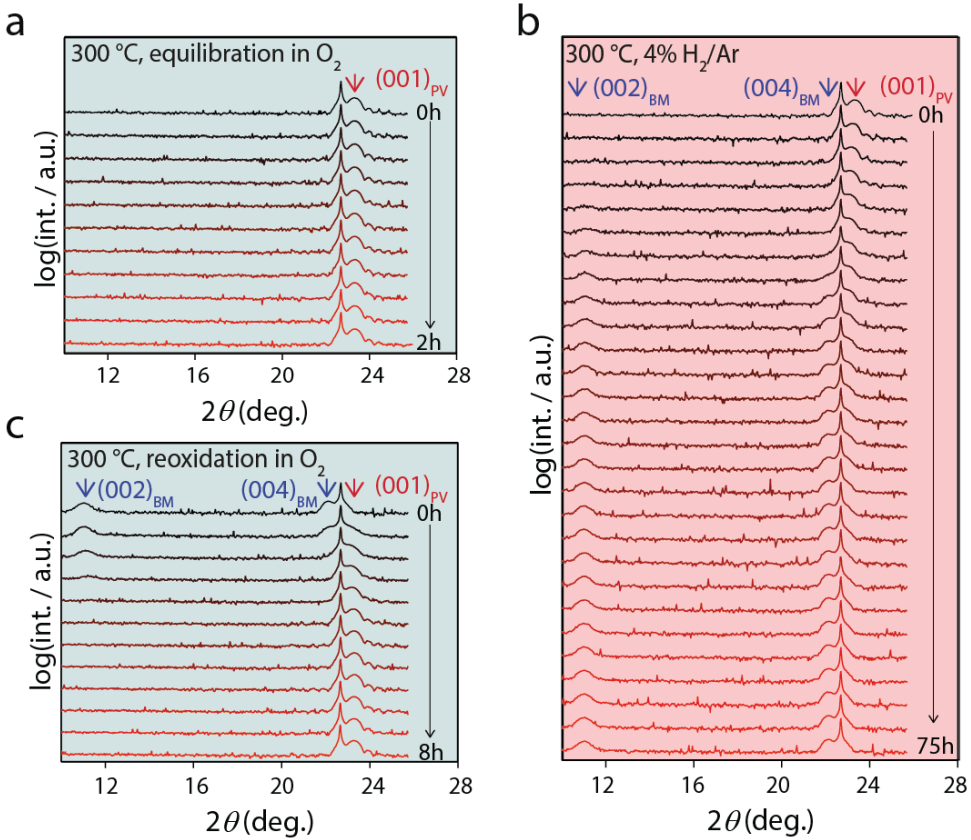 a
300 °C, equilibration in O2
(001)PV
0h
2h
log(int. / a.u.)
12 16 20 24 28
2θ (deg.)
b
300 °C, 4% H2/Ar
(002)BM (004)BM (001)PV
0h
75h
log(int. / a.u.)
12 16 20 24 28
2θ (deg.)
c
300 °C, reoxidation in O2
(002)BM (004)BM (001)PV
0h
8h
log(int. / a.u.)
12 16 20 24 28
2θ (deg.)